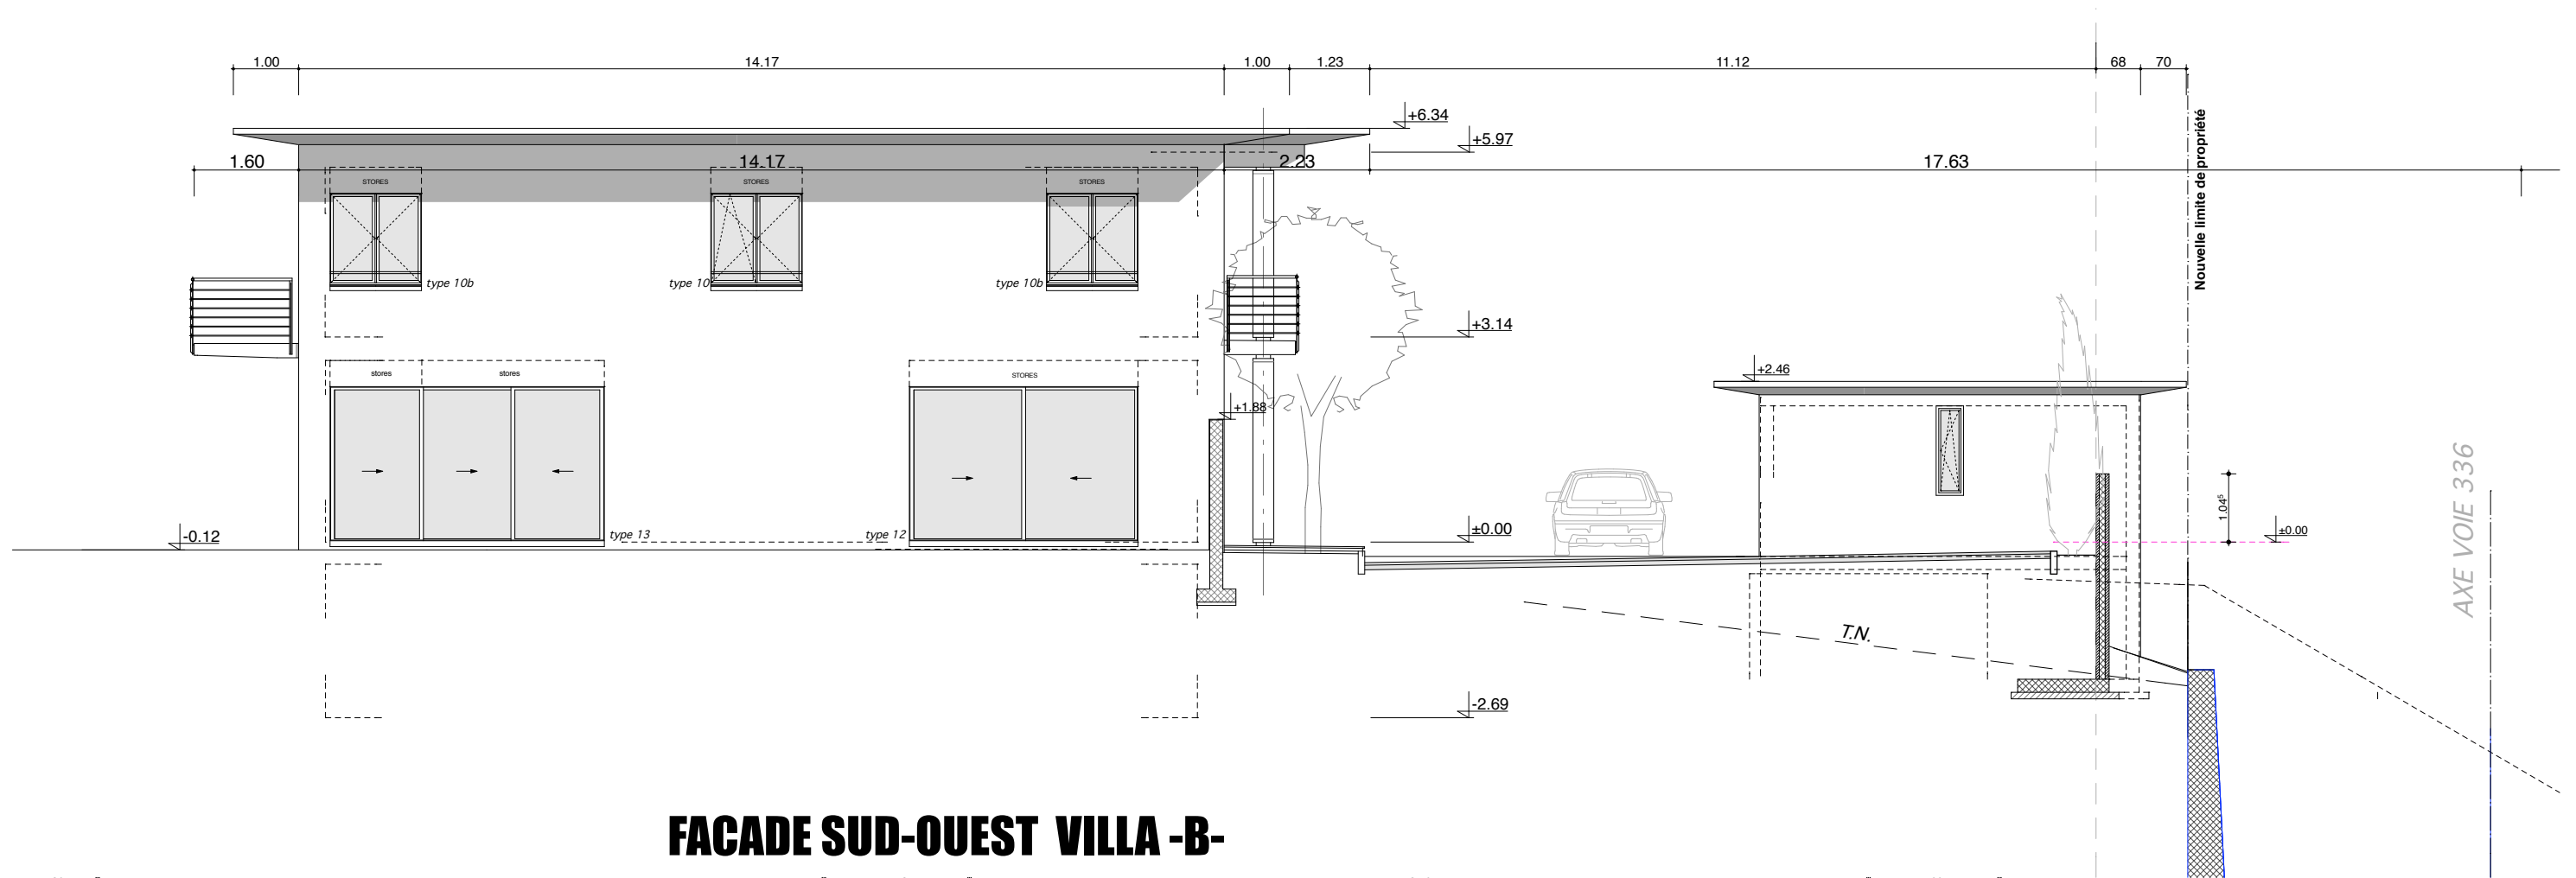 1.00 14.17 1.00 1.23 11.12 68 70
+6.34
+5.97
Nouvelle limite de propriété
1.60 14.17 2.23 17.63
STORES STORES STORES
type 10b type 10 type 10b
+3.14
stores stores STORES
+2.46
+1.88
AXE VOIE 336
1.04⁵
-0.12 type 13 type 12 ±0.00 ±0.00
T.N.
-2.69
FACADE SUD-OUEST VILLA -B-